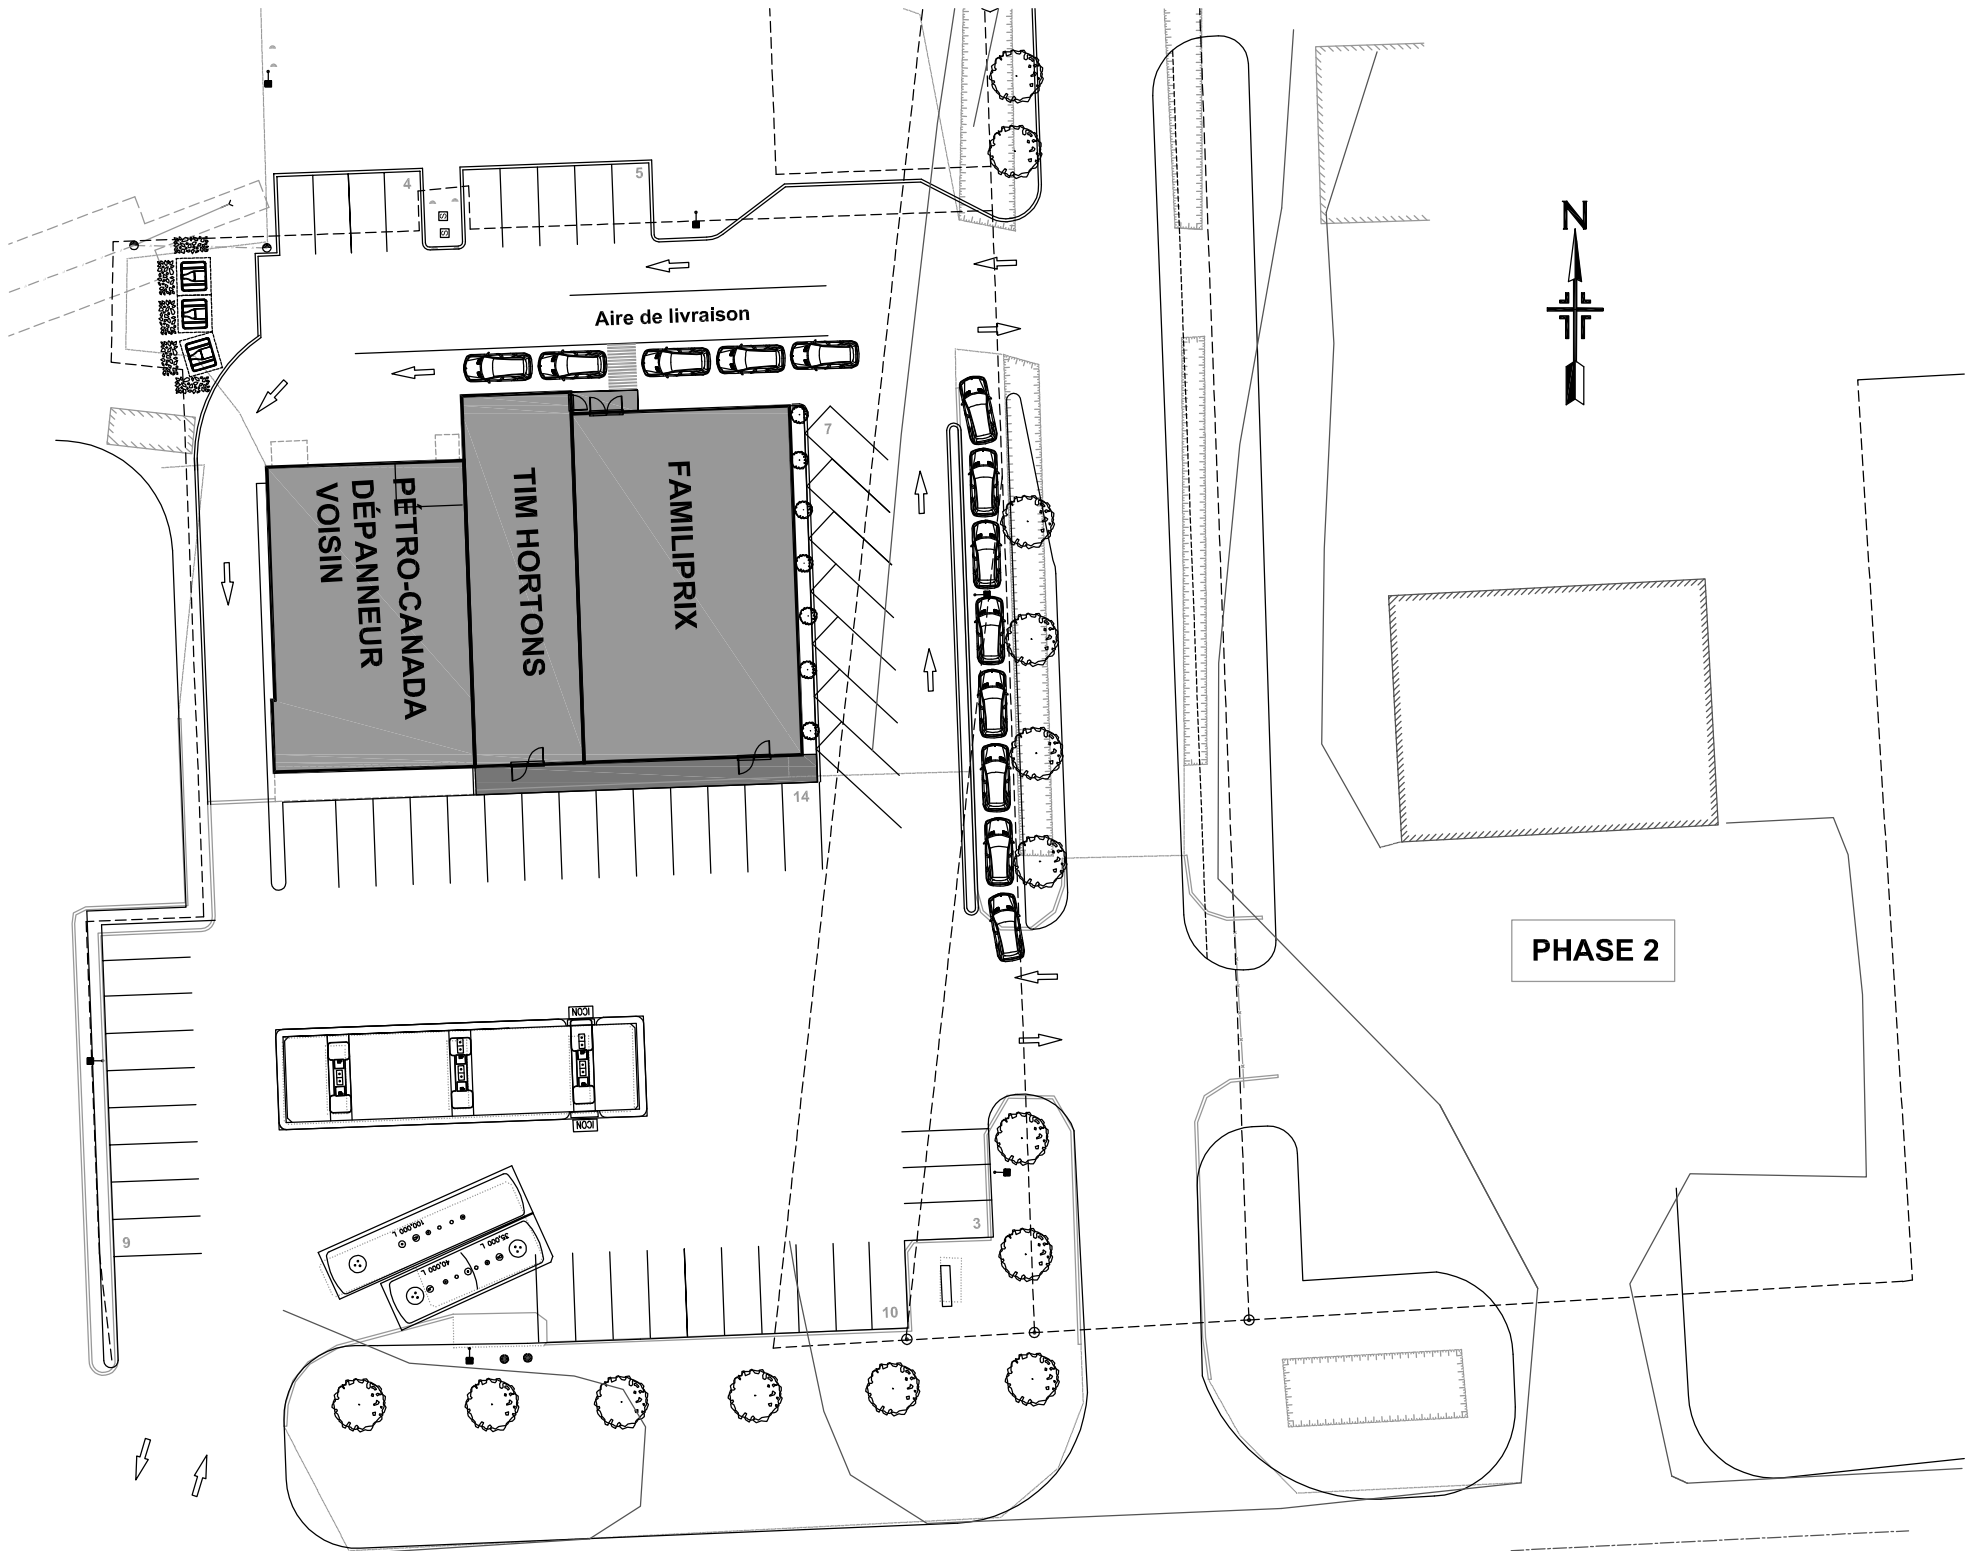 4
5
N
Aire de livraison
7
PÉTRO-CANADA
DÉPANNEUR
VOISIN
TIM HORTONS
FAMILIPRIX
14
PHASE 2
ICON
ICON
100,000 L
35,000 L
40,000 L
9
3
10
S
S